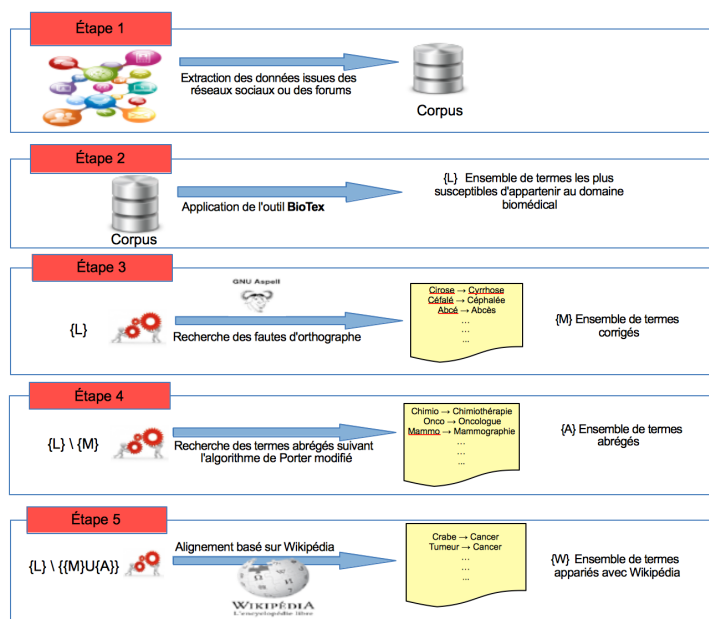 Étape 1
Extraction des données issues des
réseaux sociaux ou des forums
Corpus
Étape 2
Corpus
Application de l'outil BioTex
{L} Ensemble de termes les plus
susceptibles d'appartenir au domaine
biomédical
Étape 3
{L}
GNU Aspell
Recherche des fautes d'orthographe
Cirose → Cyrrhose
Céfalé → Céphalée
Abcé → Abcès
...
...
...
{M} Ensemble de termes
corrigés
Étape 4
{L} \ {M}
Recherche des termes abrégés suivant
l'algorithme de Porter modifié
Chimio → Chimiothérapie
Onco → Oncologue
Mammo → Mammographie
...
...
...
{A} Ensemble de termes
abrégés
Étape 5
{L} \ {{M}U{A}}
Alignement basé sur Wikipédia
WIKIPÉDIA
L'encyclopédie libre
Crabe → Cancer
Tumeur → Cancer
...
...
...
{W} Ensemble de termes
appariés avec Wikipédia